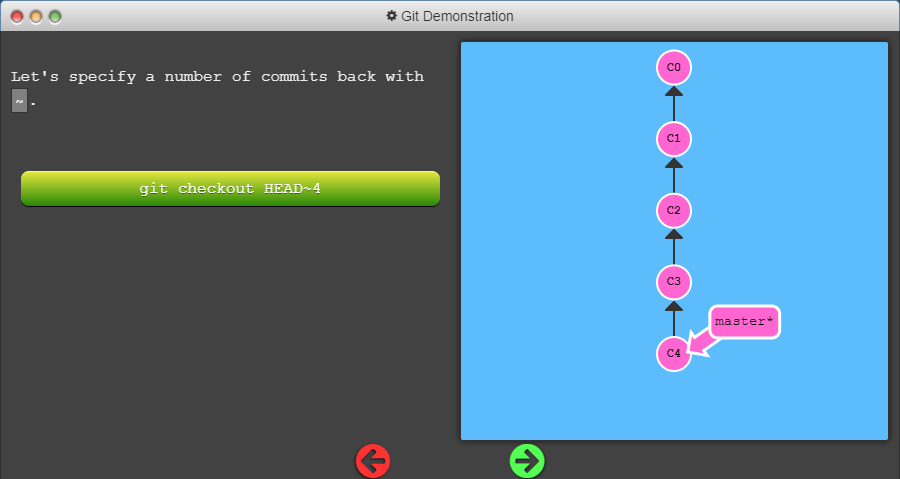 Git Demonstration
Let's specify a number of commits back with
~.
git checkout HEAD~4
C0
C1
C2
C3
master*
C4